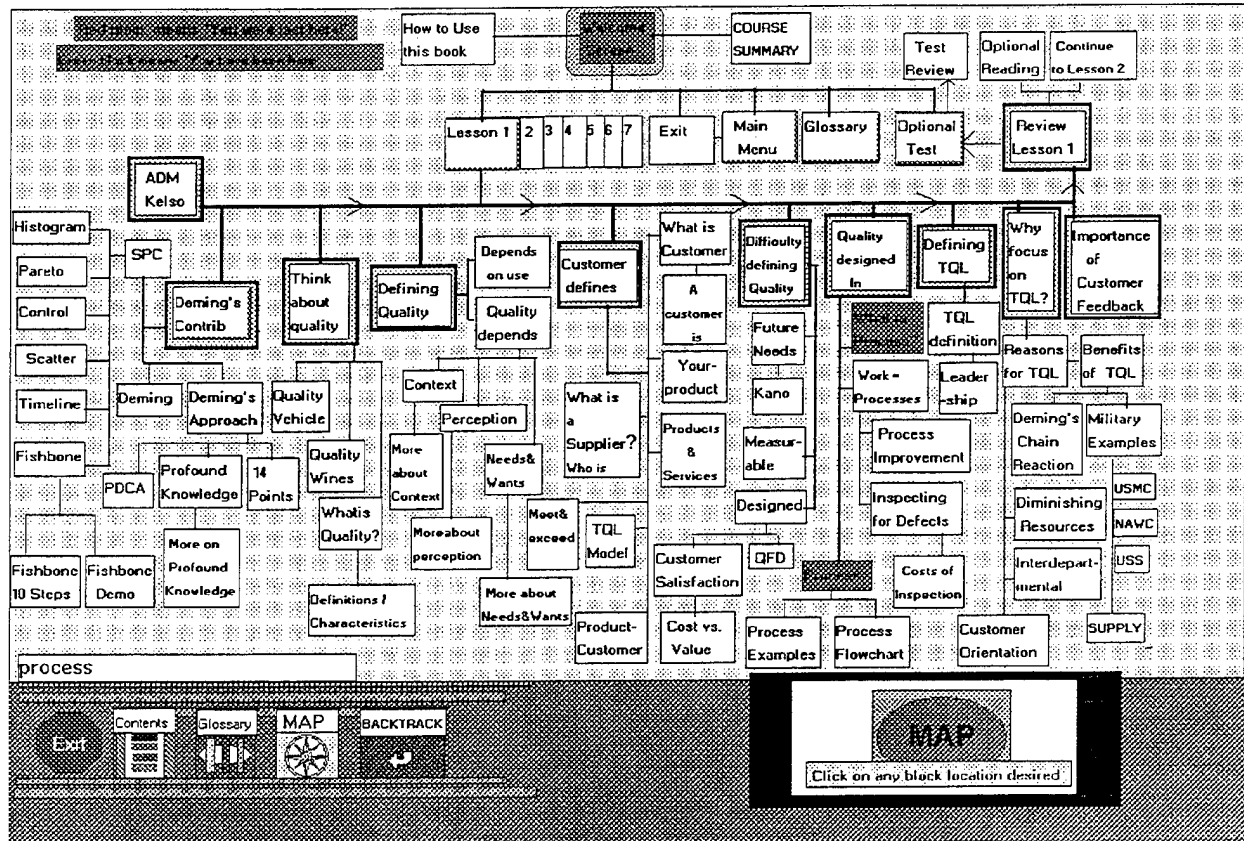 How to Use
this book
COURSE
SUMMARY
Test
Review
Optional
Reading
Continue
to Lesson 2
Lesson 1
2
3
4
5
6
7
Exit
Main
Menu
Glossary
Optional
Test
Review
Lesson 1
ADM
Kelso
Histogram
Pareto
Control
Scatter
Timeline
Fishbone
Fishbone
10 Steps
Fishbone
Demo
SPC
Deming's
Contrib
Deming
Deming's
Approach
PDCA
Profound
Knowledge
14
Points
More on
Profound
Knowledge
Think
about
quality
Quality
Vehicle
Quality
Wines
What is
Quality?
Definitions /
Characteristics
Defining
Quality
Depends
on use
Quality
depends
Context
Perception
More
about
Context
More about
perception
Needs&
Wants
More about
Needs&Wants
Customer
defines
What is
Customer
A
customer
is
Your-
product
What is
a
Supplier?
Who is
Products
&
Services
Meet&
exceed
TQL
Model
Product-
Customer
Difficulty
defining
Quality
Future
Needs
Kano
Measur-
able
Designed
Customer
Satisfaction
QFD
Cost vs.
Value
Quality
designed
In
Work =
Processes
Process
Improvement
Inspecting
for Defects
Costs of
Inspection
Process
Examples
Process
Flowchart
Defining
TQL
TQL
definition
Leader
-ship
Why
focus
on
TQL?
Reasons
for TQL
Benefits
of TQL
Deming's
Chain
Reaction
Military
Examples
Diminishing
Resources
Interdepart-
mental
Customer
Orientation
USMC
NAWC
USS
SUPPLY
Importance
of
Customer
Feedback
process
Exit
Contents
Glossary
MAP
BACKTRACK
MAP
Click on any block location desired